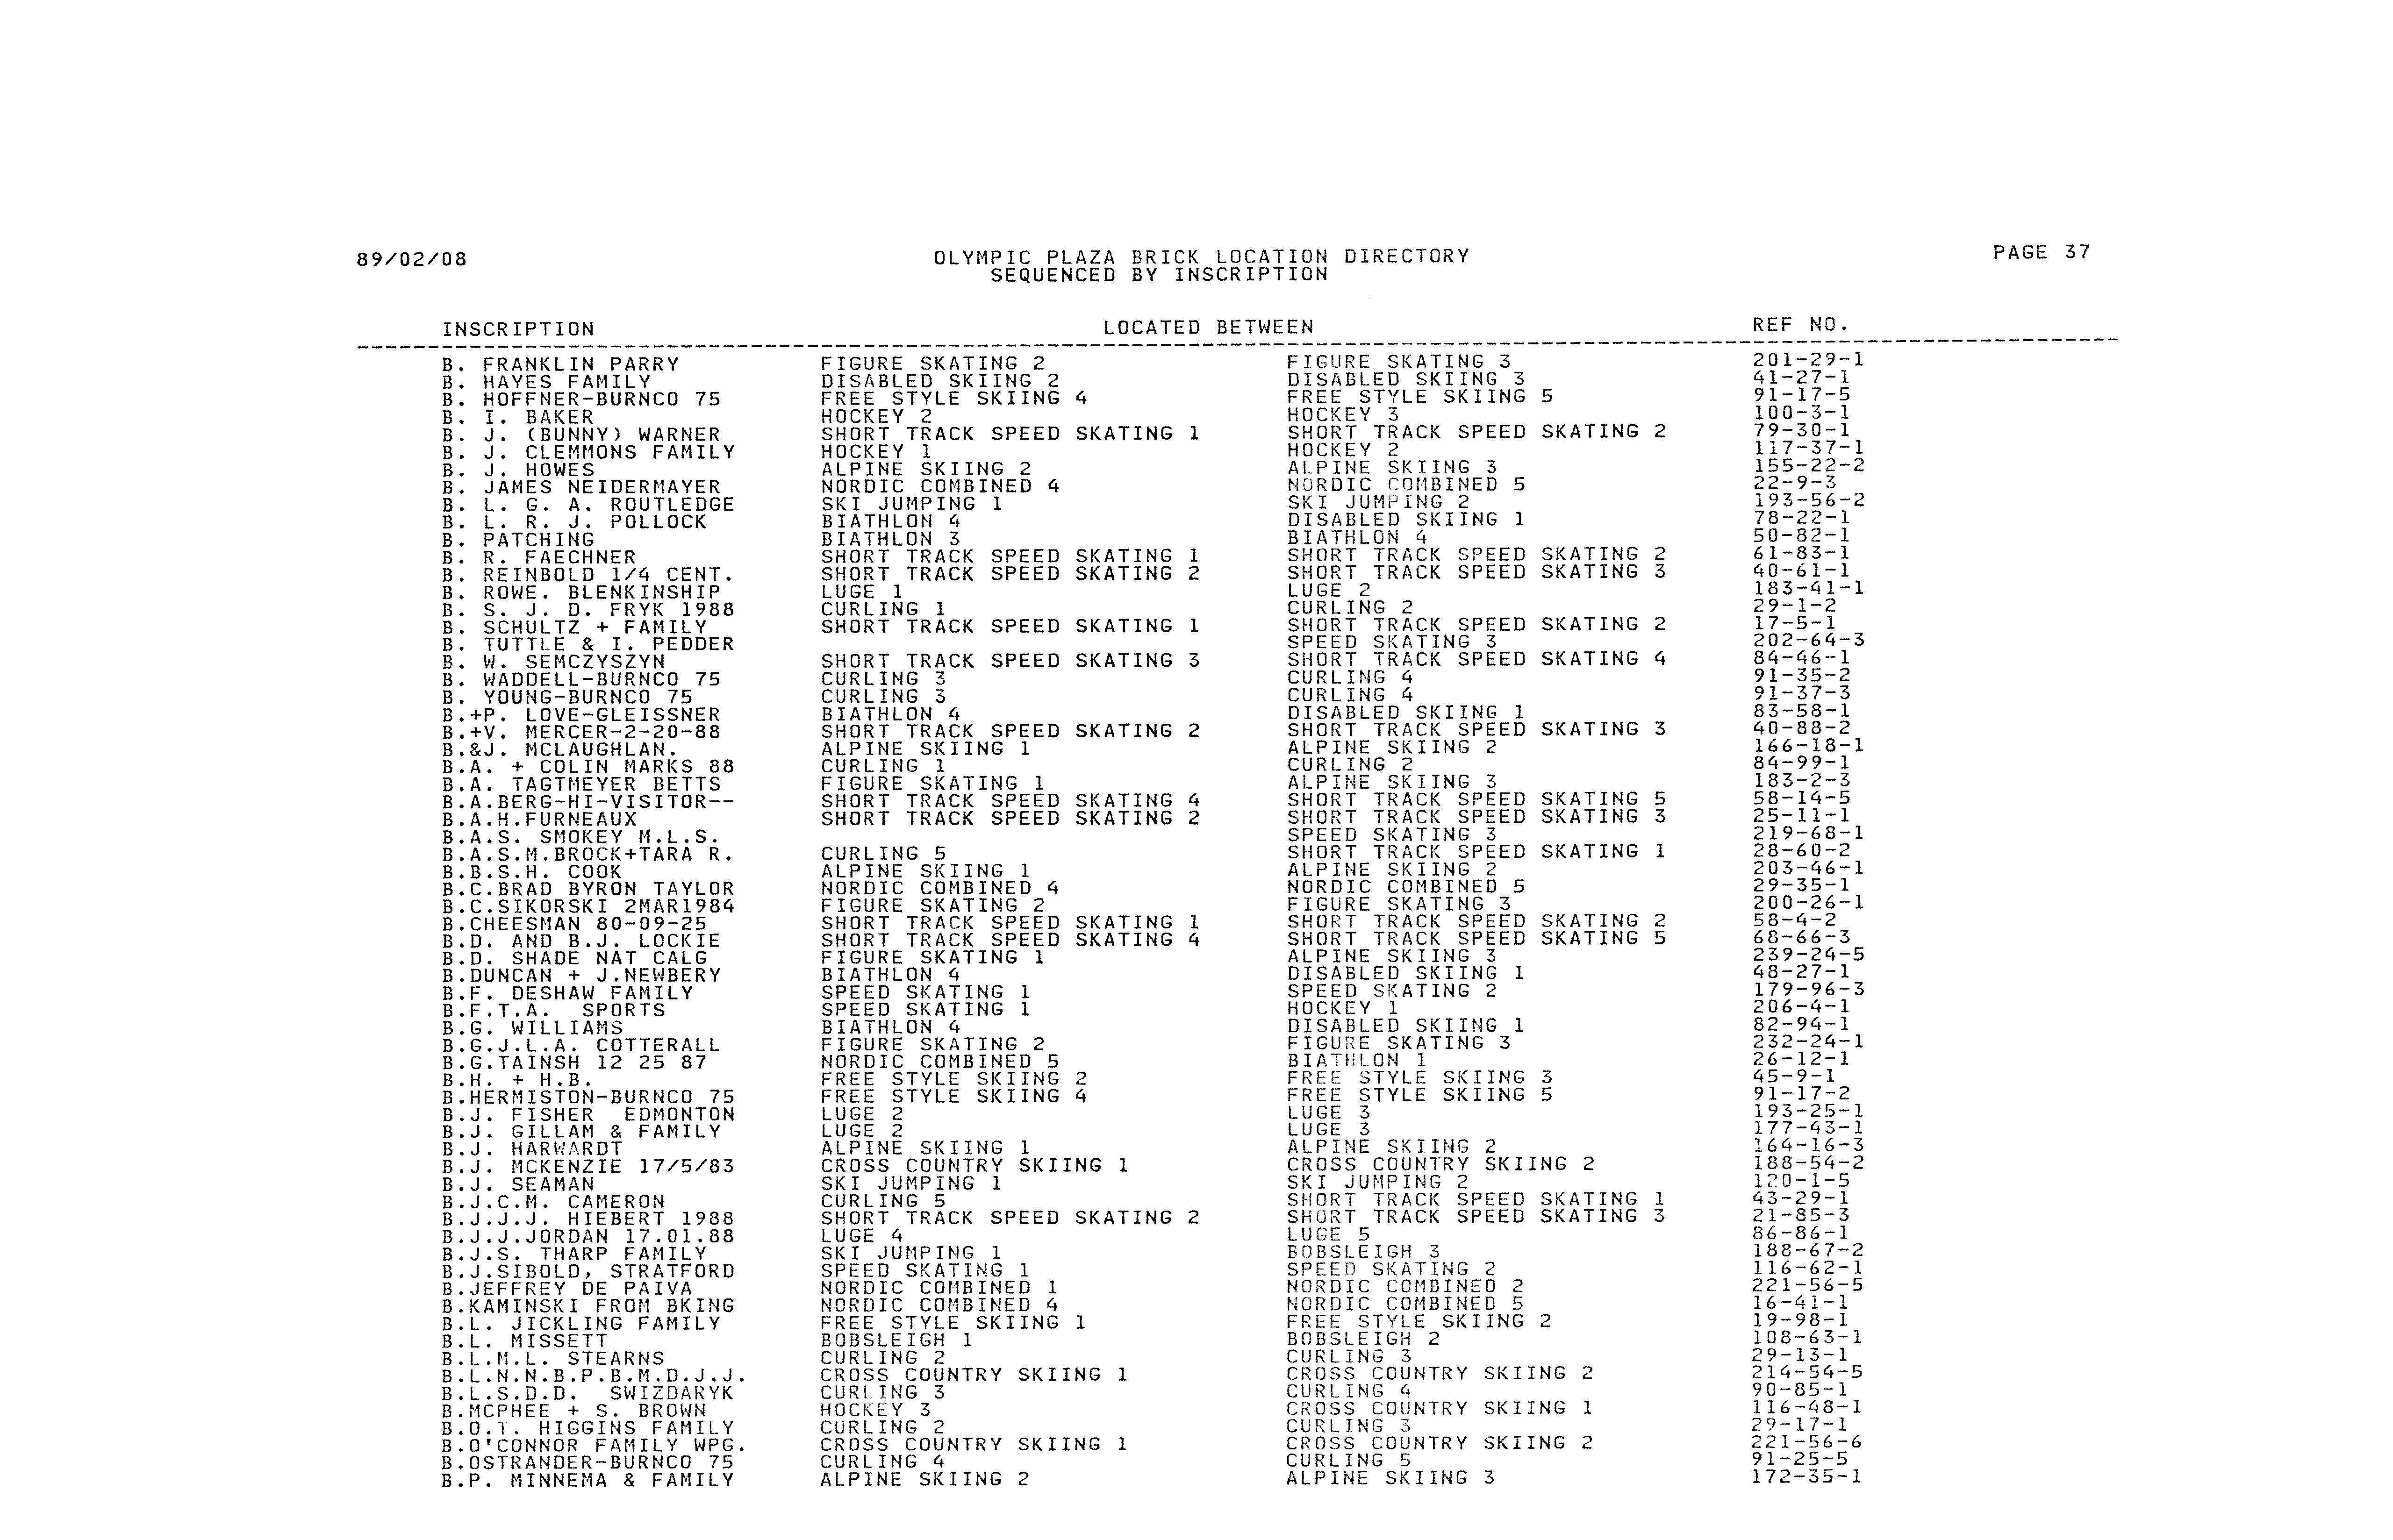 89/02/08 OLYMPIC PLAZA BRICK LOCATION DIRECTORY PAGE 37
SEQUENCED BY INSCRIPTION
INSCRIPTION LOCATED BETWEEN REF NO.
B. FRANKLIN PARRY FIGURE SKATING 2 FIGURE SKATING 3 201-29-1
B. HAYES FAMILY DISABLED SKIING 2 DISABLED SKIING 3 41-27-1
B. HOFFNER-BURNCO 75 FREE STYLE SKIING 4 FREE STYLE SKIING 5 91-17-5
B. I. BAKER HOCKEY 2 HOCKEY 3 100-3-1
B. J. (BUNNY) WARNER SHORT TRACK SPEED SKATING 1 SHORT TRACK SPEED SKATING 2 79-30-1
B. J. CLEMMONS FAMILY HOCKEY 1 HOCKEY 2 117-37-1
B. J. HOWES ALPINE SKIING 2 ALPINE SKIING 3 155-22-2
B. JAMES NEIDERMAYER NORDIC COMBINED 4 NORDIC COMBINED 5 22-9-3
B. L. G. A. ROUTLEDGE SKI JUMPING 1 SKI JUMPING 2 193-56-2
B. L. R. J. POLLOCK BIATHLON 4 DISABLED SKIING 1 78-22-1
B. PATCHING BIATHLON 3 BIATHLON 4 50-82-1
B. R. FAECHNER SHORT TRACK SPEED SKATING 1 SHORT TRACK SPEED SKATING 2 61-83-1
B. REINBOLD 1/4 CENT. SHORT TRACK SPEED SKATING 2 SHORT TRACK SPEED SKATING 3 40-61-1
B. ROWE. BLENKINSHIP LUGE 1 LUGE 2 183-41-1
B. S. J. D. FRYK 1988 CURLING 1 CURLING 2 29-1-2
B. SCHULTZ + FAMILY SHORT TRACK SPEED SKATING 1 SHORT TRACK SPEED SKATING 2 17-5-1
B. TUTTLE & I. PEDDER SPEED SKATING 3 202-64-3
B. W. SEMCZYSZYN SHORT TRACK SPEED SKATING 3 SHORT TRACK SPEED SKATING 4 84-46-1
B. WADDELL-BURNCO 75 CURLING 3 CURLING 4 91-35-2
B. YOUNG-BURNCO 75 CURLING 3 CURLING 4 91-37-3
B.+P. LOVE-GLEISSNER BIATHLON 4 DISABLED SKIING 1 83-58-1
B.+V. MERCER-2-20-88 SHORT TRACK SPEED SKATING 2 SHORT TRACK SPEED SKATING 3 40-88-2
B.&J. MCLAUGHLAN. ALPINE SKIING 1 ALPINE SKIING 2 166-18-1
B.A. + COLIN MARKS 88 CURLING 1 CURLING 2 84-99-1
B.A. TAGTMEYER BETTS FIGURE SKATING 1 ALPINE SKIING 3 183-2-3
B.A.BERG-HI-VISITOR-- SHORT TRACK SPEED SKATING 4 SHORT TRACK SPEED SKATING 5 58-14-5
B.A.H.FURNEAUX SHORT TRACK SPEED SKATING 2 SHORT TRACK SPEED SKATING 3 25-11-1
B.A.S. SMOKEY M.L.S. SPEED SKATING 3 219-68-1
B.A.S.M.BROCK+TARA R. CURLING 5 SHORT TRACK SPEED SKATING 1 28-60-2
B.B.S.H. COOK ALPINE SKIING 1 ALPINE SKIING 2 203-46-1
B.C.BRAD BYRON TAYLOR NORDIC COMBINED 4 NORDIC COMBINED 5 29-35-1
B.C.SIKORSKI 2MAR1984 FIGURE SKATING 2 FIGURE SKATING 3 200-26-1
B.CHEESMAN 80-09-25 SHORT TRACK SPEED SKATING 1 SHORT TRACK SPEED SKATING 2 58-4-2
B.D. AND B.J. LOCKIE SHORT TRACK SPEED SKATING 4 SHORT TRACK SPEED SKATING 5 68-66-3
B.D. SHADE NAT CALG FIGURE SKATING 1 ALPINE SKIING 3 239-24-5
B.DUNCAN + J.NEWBERY BIATHLON 4 DISABLED SKIING 1 48-27-1
B.F. DESHAW FAMILY SPEED SKATING 1 SPEED SKATING 2 179-96-3
B.F.T.A. SPORTS SPEED SKATING 1 HOCKEY 1 206-4-1
B.G. WILLIAMS BIATHLON 4 DISABLED SKIING 1 82-94-1
B.G.J.L.A. COTTERALL FIGURE SKATING 2 FIGURE SKATING 3 232-24-1
B.G.TAINSH 12 25 87 NORDIC COMBINED 5 BIATHLON 1 26-12-1
B.H. + H.B. FREE STYLE SKIING 2 FREE STYLE SKIING 3 45-9-1
B.HERMISTON-BURNCO 75 FREE STYLE SKIING 4 FREE STYLE SKIING 5 91-17-2
B.J. FISHER EDMONTON LUGE 2 LUGE 3 193-25-1
B.J. GILLAM & FAMILY LUGE 2 LUGE 3 177-43-1
B.J. HARWARDT ALPINE SKIING 1 ALPINE SKIING 2 164-16-3
B.J. MCKENZIE 17/5/83 CROSS COUNTRY SKIING 1 CROSS COUNTRY SKIING 2 188-54-2
B.J. SEAMAN SKI JUMPING 1 SKI JUMPING 2 120-1-5
B.J.C.M. CAMERON CURLING 5 SHORT TRACK SPEED SKATING 1 43-29-1
B.J.J.J. HIEBERT 1988 SHORT TRACK SPEED SKATING 2 SHORT TRACK SPEED SKATING 3 21-85-3
B.J.J.JORDAN 17.01.88 LUGE 4 LUGE 5 86-86-1
B.J.S. THARP FAMILY SKI JUMPING 1 BOBSLEIGH 3 188-67-2
B.J.SIBOLD, STRATFORD SPEED SKATING 1 SPEED SKATING 2 116-62-1
B.JEFFREY DE PAIVA NORDIC COMBINED 1 NORDIC COMBINED 2 221-56-5
B.KAMINSKI FROM BKING NORDIC COMBINED 4 NORDIC COMBINED 5 16-41-1
B.L. JICKLING FAMILY FREE STYLE SKIING 1 FREE STYLE SKIING 2 19-98-1
B.L. MISSETT BOBSLEIGH 1 BOBSLEIGH 2 108-63-1
B.L.M.L. STEARNS CURLING 2 CURLING 3 29-13-1
B.L.N.N.B.P.B.M.D.J.J. CROSS COUNTRY SKIING 1 CROSS COUNTRY SKIING 2 214-54-5
B.L.S.D.D. SWIZDARYK CURLING 3 CURLING 4 90-85-1
B.MCPHEE + S. BROWN HOCKEY 3 CROSS COUNTRY SKIING 1 116-48-1
B.O.T. HIGGINS FAMILY CURLING 2 CURLING 3 29-17-1
B.O'CONNOR FAMILY WPG. CROSS COUNTRY SKIING 1 CROSS COUNTRY SKIING 2 221-56-6
B.OSTRANDER-BURNCO 75 CURLING 4 CURLING 5 91-25-5
B.P. MINNEMA & FAMILY ALPINE SKIING 2 ALPINE SKIING 3 172-35-1